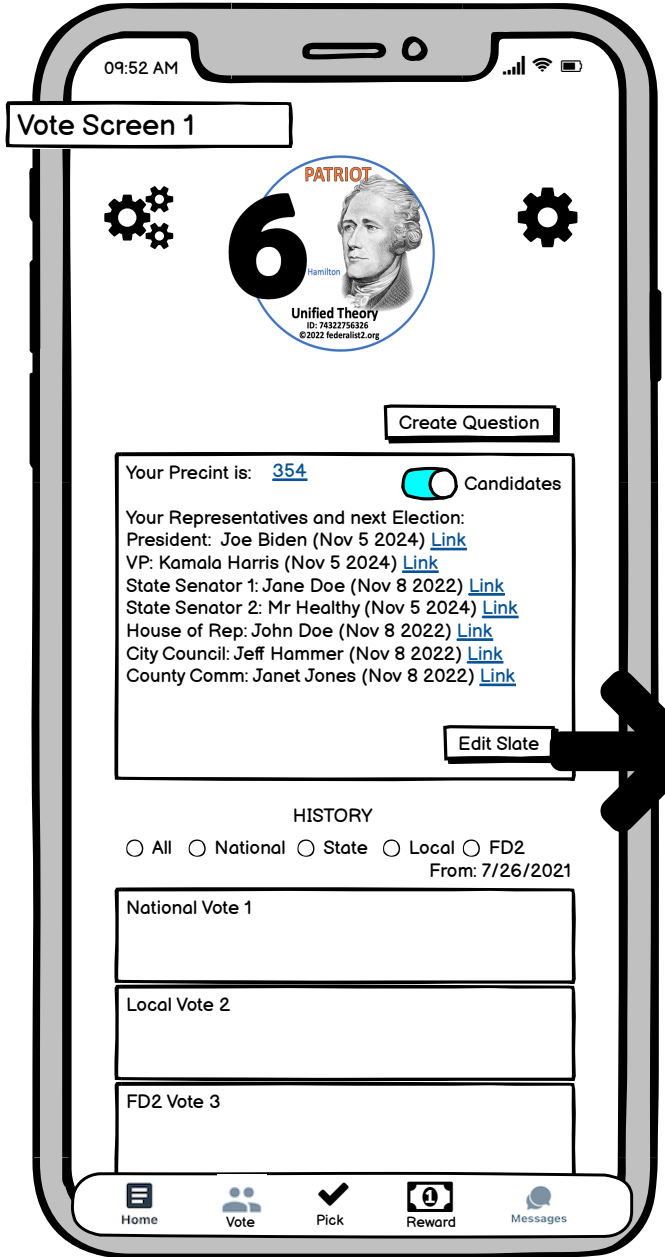 09:52 AM
Vote Screen 1
PATRIOT
6
Hamilton
Unified Theory
ID: 74322756326
©2022 federalist2.org
Create Question
Your Precint is: 354
Candidates
Your Representatives and next Election:
President: Joe Biden (Nov 5 2024) Link
VP: Kamala Harris (Nov 5 2024) Link
State Senator 1: Jane Doe (Nov 8 2022) Link
State Senator 2: Mr Healthy (Nov 5 2024) Link
House of Rep: John Doe (Nov 8 2022) Link
City Council: Jeff Hammer (Nov 8 2022) Link
County Comm: Janet Jones (Nov 8 2022) Link
Edit Slate
HISTORY
All National State Local FD2
From: 7/26/2021
National Vote 1
Local Vote 2
FD2 Vote 3
1
Home Vote Pick Reward Messages